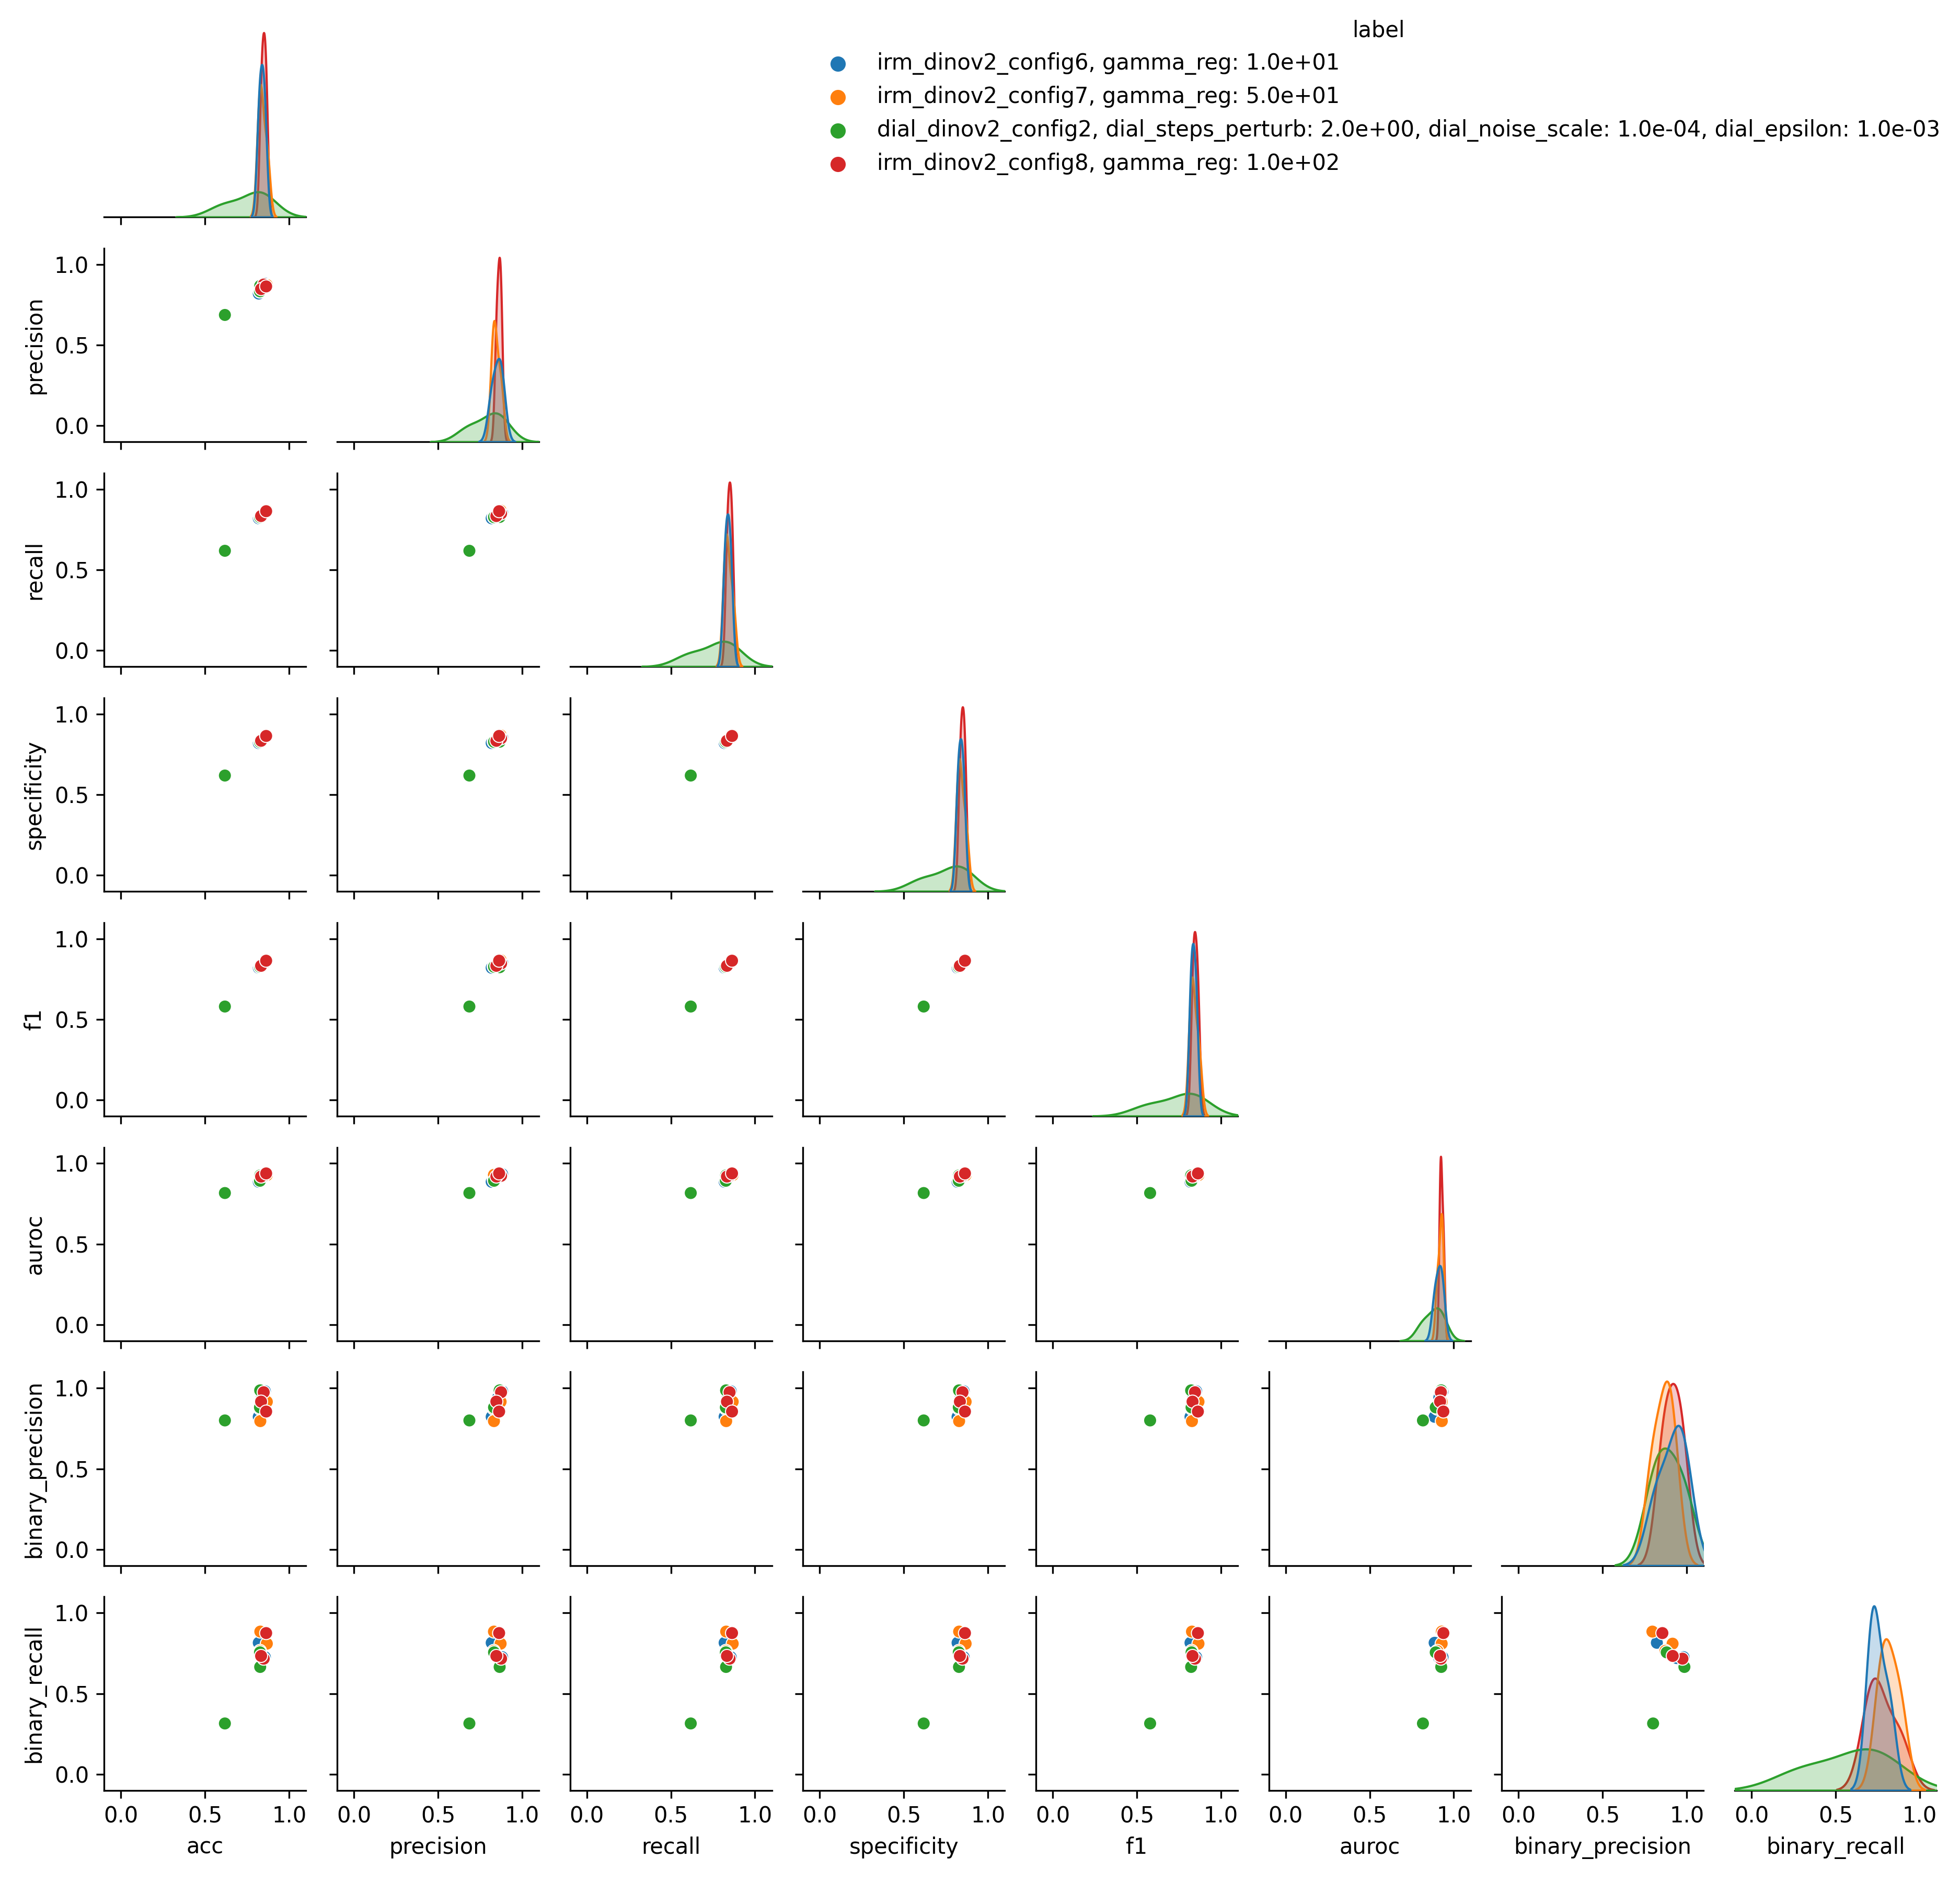 label
irm_dinov2_config6, gamma_reg: 1.0e+01
irm_dinov2_config7, gamma_reg: 5.0e+01
dial_dinov2_config2, dial_steps_perturb: 2.0e+00, dial_noise_scale: 1.0e-04, dial_epsilon: 1.0e-03
irm_dinov2_config8, gamma_reg: 1.0e+02
precision
1.0
0.5
0.0
recall
1.0
0.5
0.0
specificity
1.0
0.5
0.0
f1
1.0
0.5
0.0
auroc
1.0
0.5
0.0
binary_precision
1.0
0.5
0.0
binary_recall
1.0
0.5
0.0
0.0 0.5 1.0 0.0 0.5 1.0 0.0 0.5 1.0 0.0 0.5 1.0 0.0 0.5 1.0 0.0 0.5 1.0 0.0 0.5 1.0 0.0 0.5 1.0
acc precision recall specificity f1 auroc binary_precision binary_recall